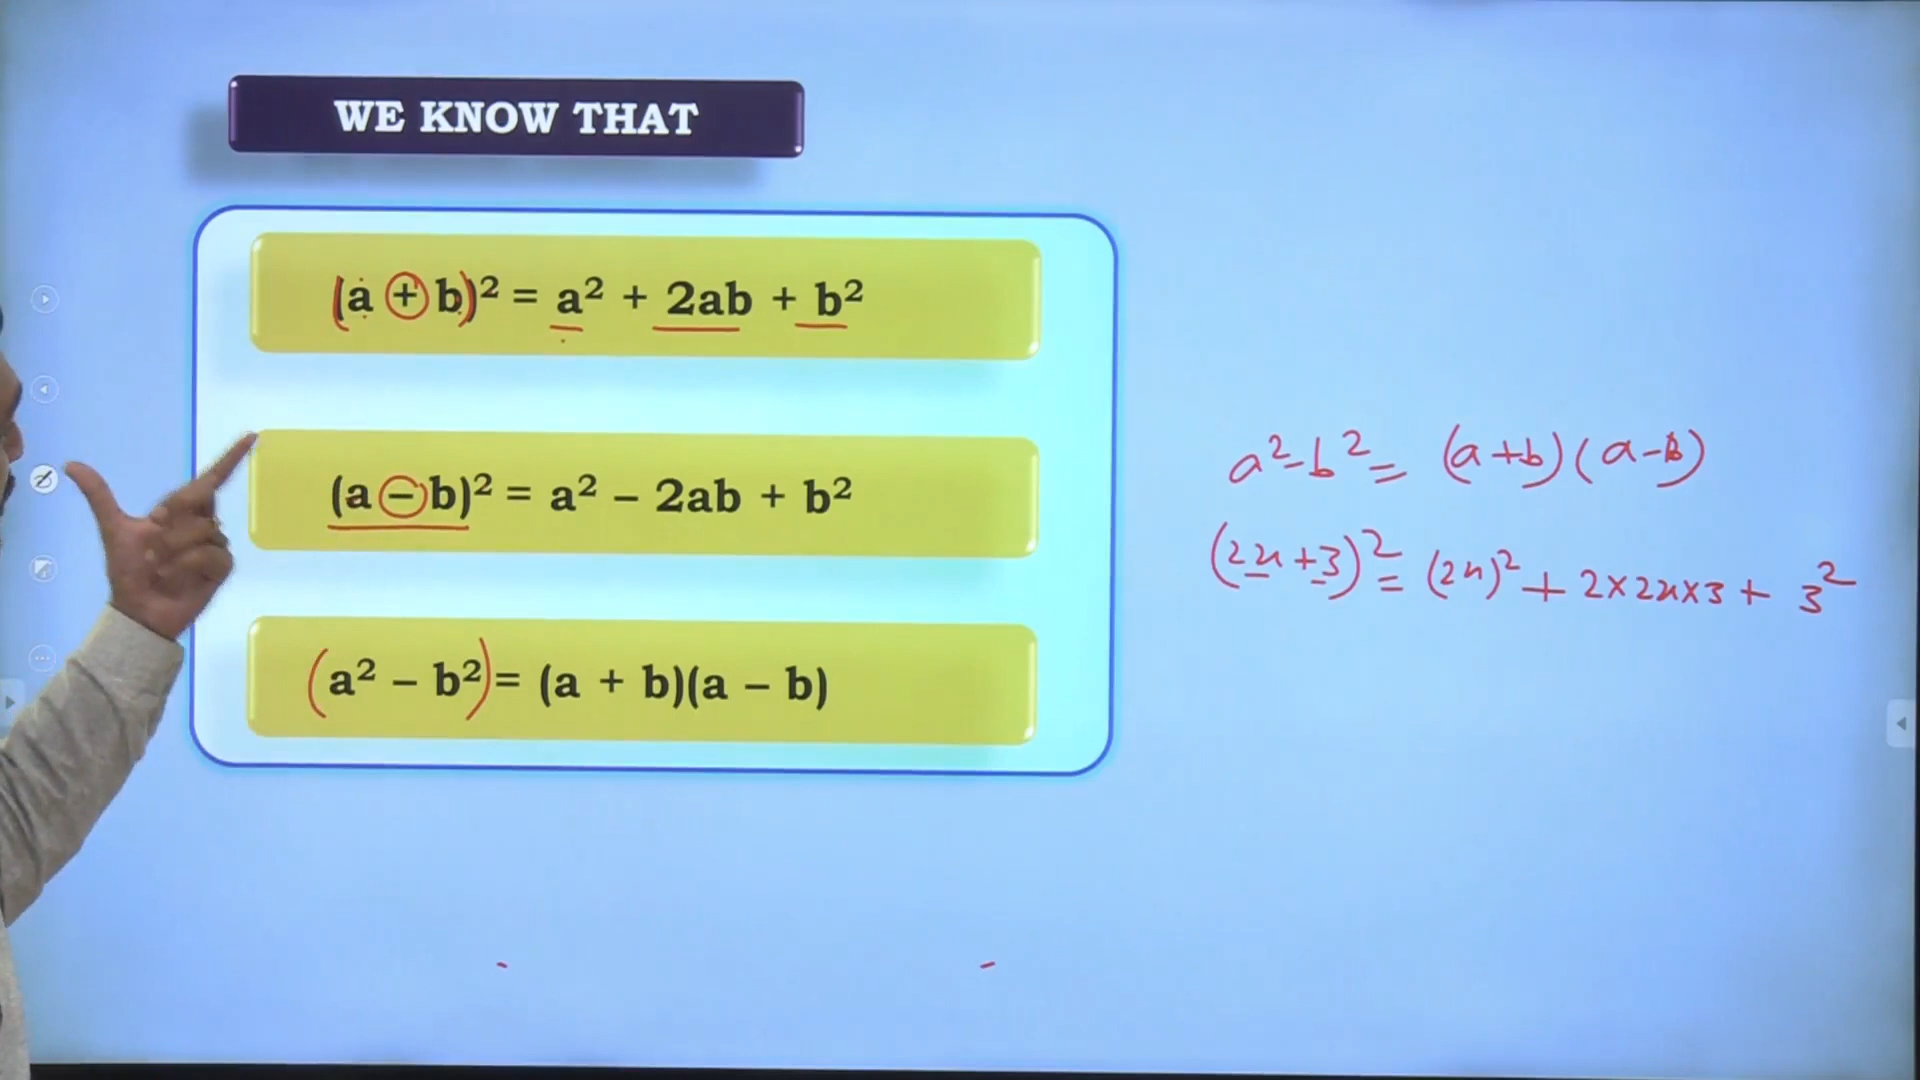 WE KNOW THAT
(a + b)² = a² + 2ab + b²
(a − b)² = a² − 2ab + b²
(a² − b²) = (a + b)(a − b)
a² - b² = (a + b) (a - b)
(2x + 3)² = (2x)² + 2 × 2x × 3 + 3²